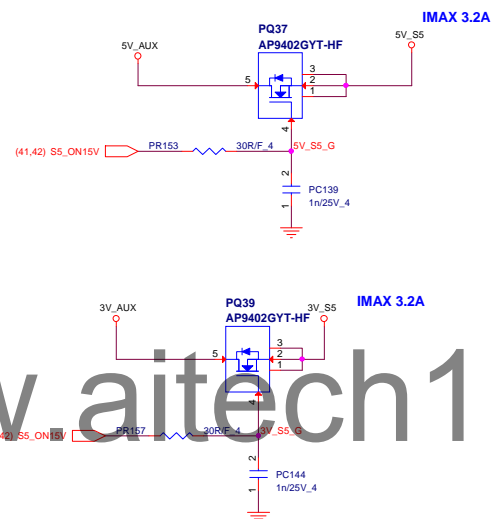 IMAX 3.2A
PQ37
AP9402GYT-HF
5V_AUX
5V_S5
5
3
2
1
4
(41,42) S5_ON15V
PR153
30R/F_4
5V_S5_G
2
1
PC139
1n/25V_4
PQ39
AP9402GYT-HF
IMAX 3.2A
3V_AUX
3V_S5
5
3
2
1
4
42) S5_ON15V
PR157
30R/F_4
3V_S5_G
2
1
PC144
1n/25V_4
w.aitech1